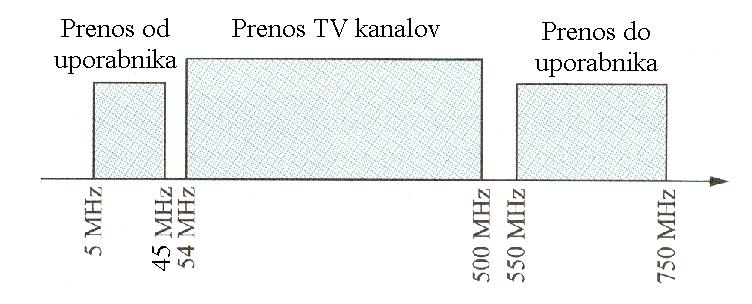 Prenos od
uporabnika
Prenos TV kanalov
Prenos do
uporabnika
5 MHz
45 MHz
54 MHz
500 MHz
550 MHz
750 MHz